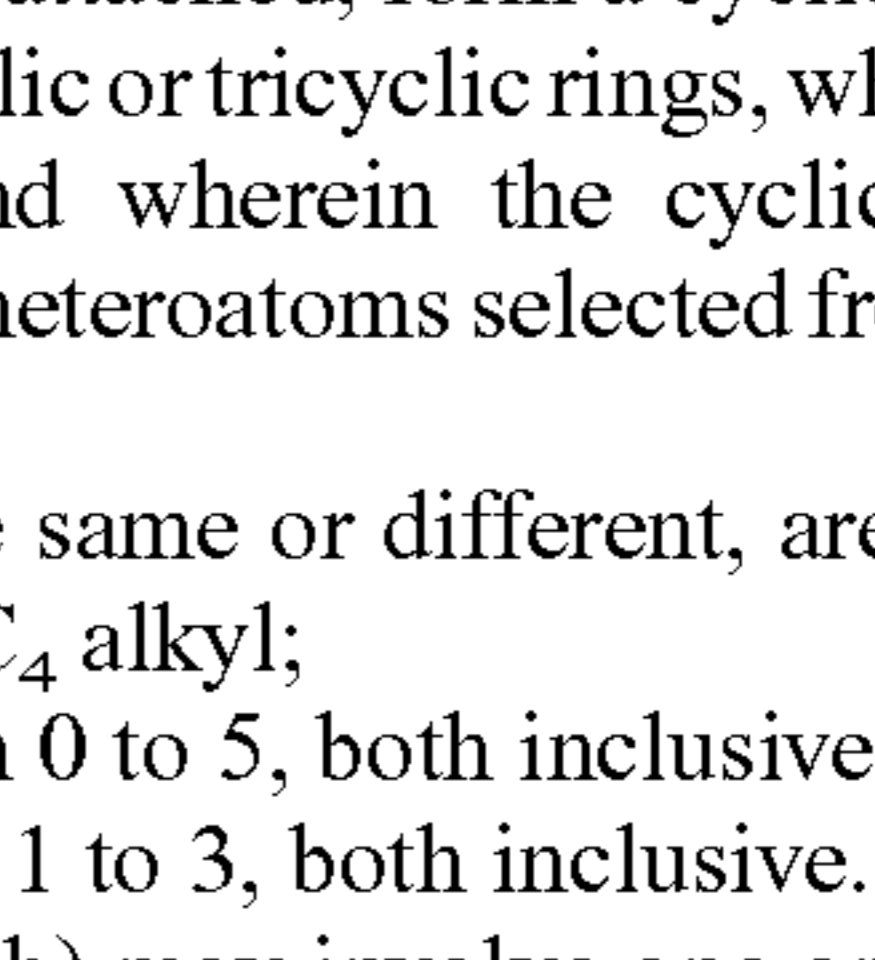 lic or tricyclic rings, wh
nd wherein the cyclic
heteroatoms selected fr
same or different, are
C₄ alkyl;
0 to 5, both inclusive
1 to 3, both inclusive.